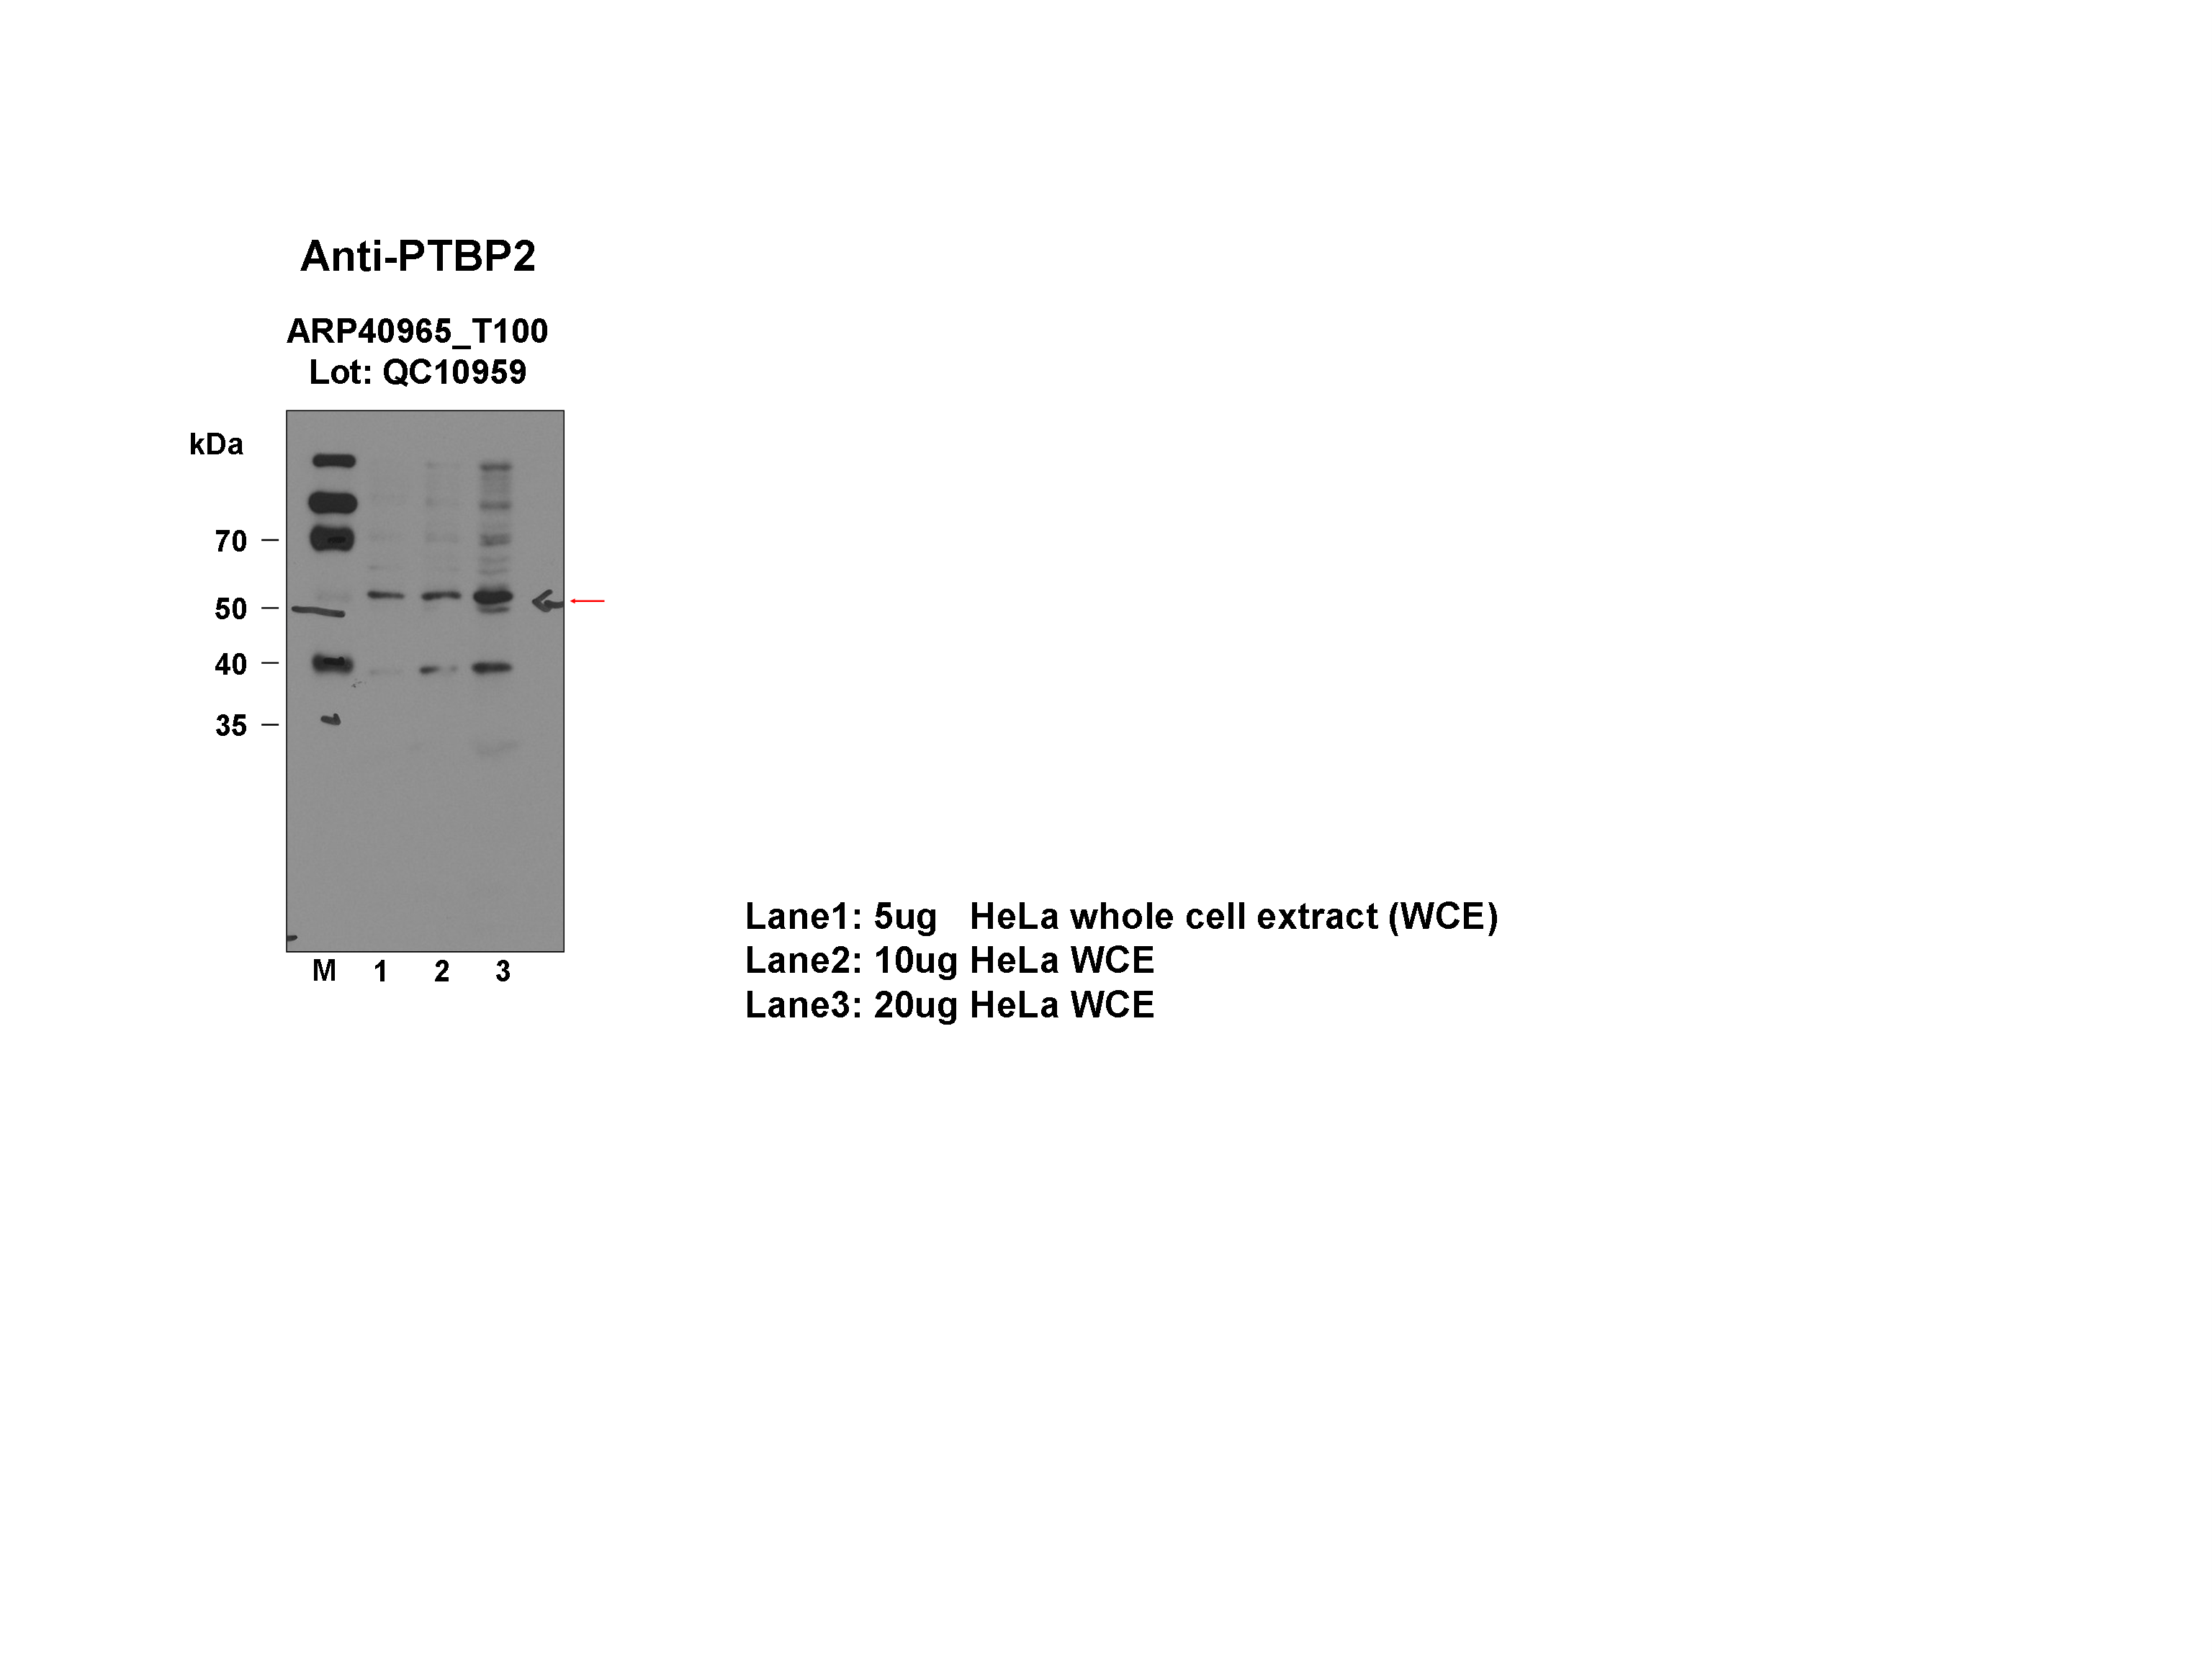 Anti-PTBP2
ARP40965_T100
Lot: QC10959
kDa
70
50
40
35
M 1 2 3
Lane1: 5ug HeLa whole cell extract (WCE)
Lane2: 10ug HeLa WCE
Lane3: 20ug HeLa WCE